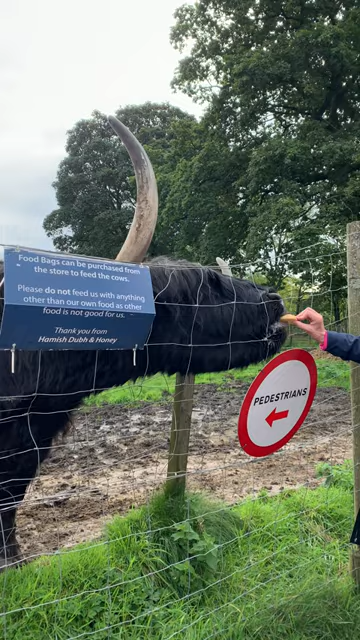 Food Bags can be purchased from
the store to feed the cows.
Please do not feed us with anything
other than our own food as other
food is not good for us.
Thank you from
Hamish Dubh & Honey
PEDESTRIANS